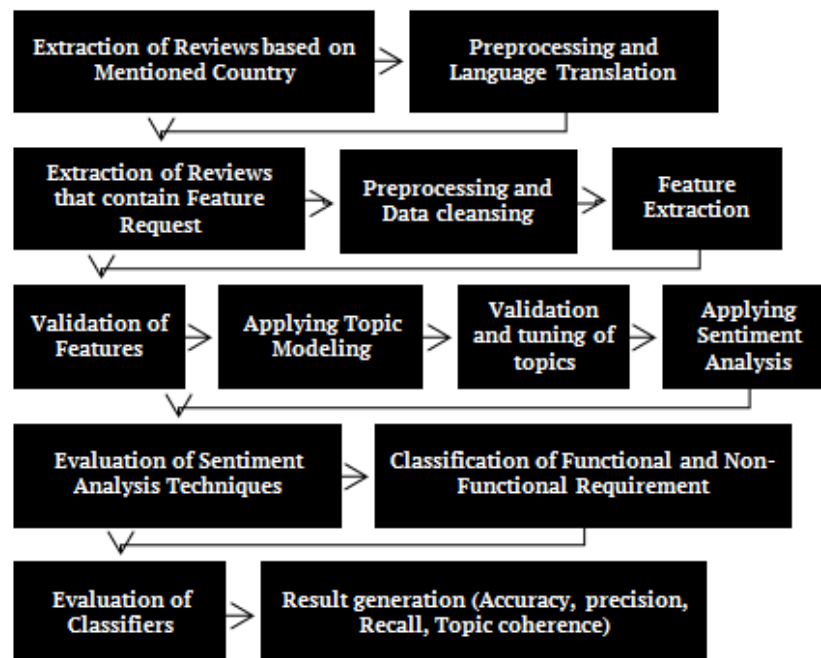 Extraction of Reviews based on
Mentioned Country
Preprocessing and
Language Translation
Extraction of Reviews
that contain Feature
Request
Preprocessing and
Data cleansing
Feature
Extraction
Validation of
Features
Applying Topic
Modeling
Validation
and tuning of
topics
Applying
Sentiment
Analysis
Evaluation of Sentiment
Analysis Techniques
Classification of Functional and Non-
Functional Requirement
Evaluation of
Classifiers
Result generation (Accuracy, precision,
Recall, Topic coherence)